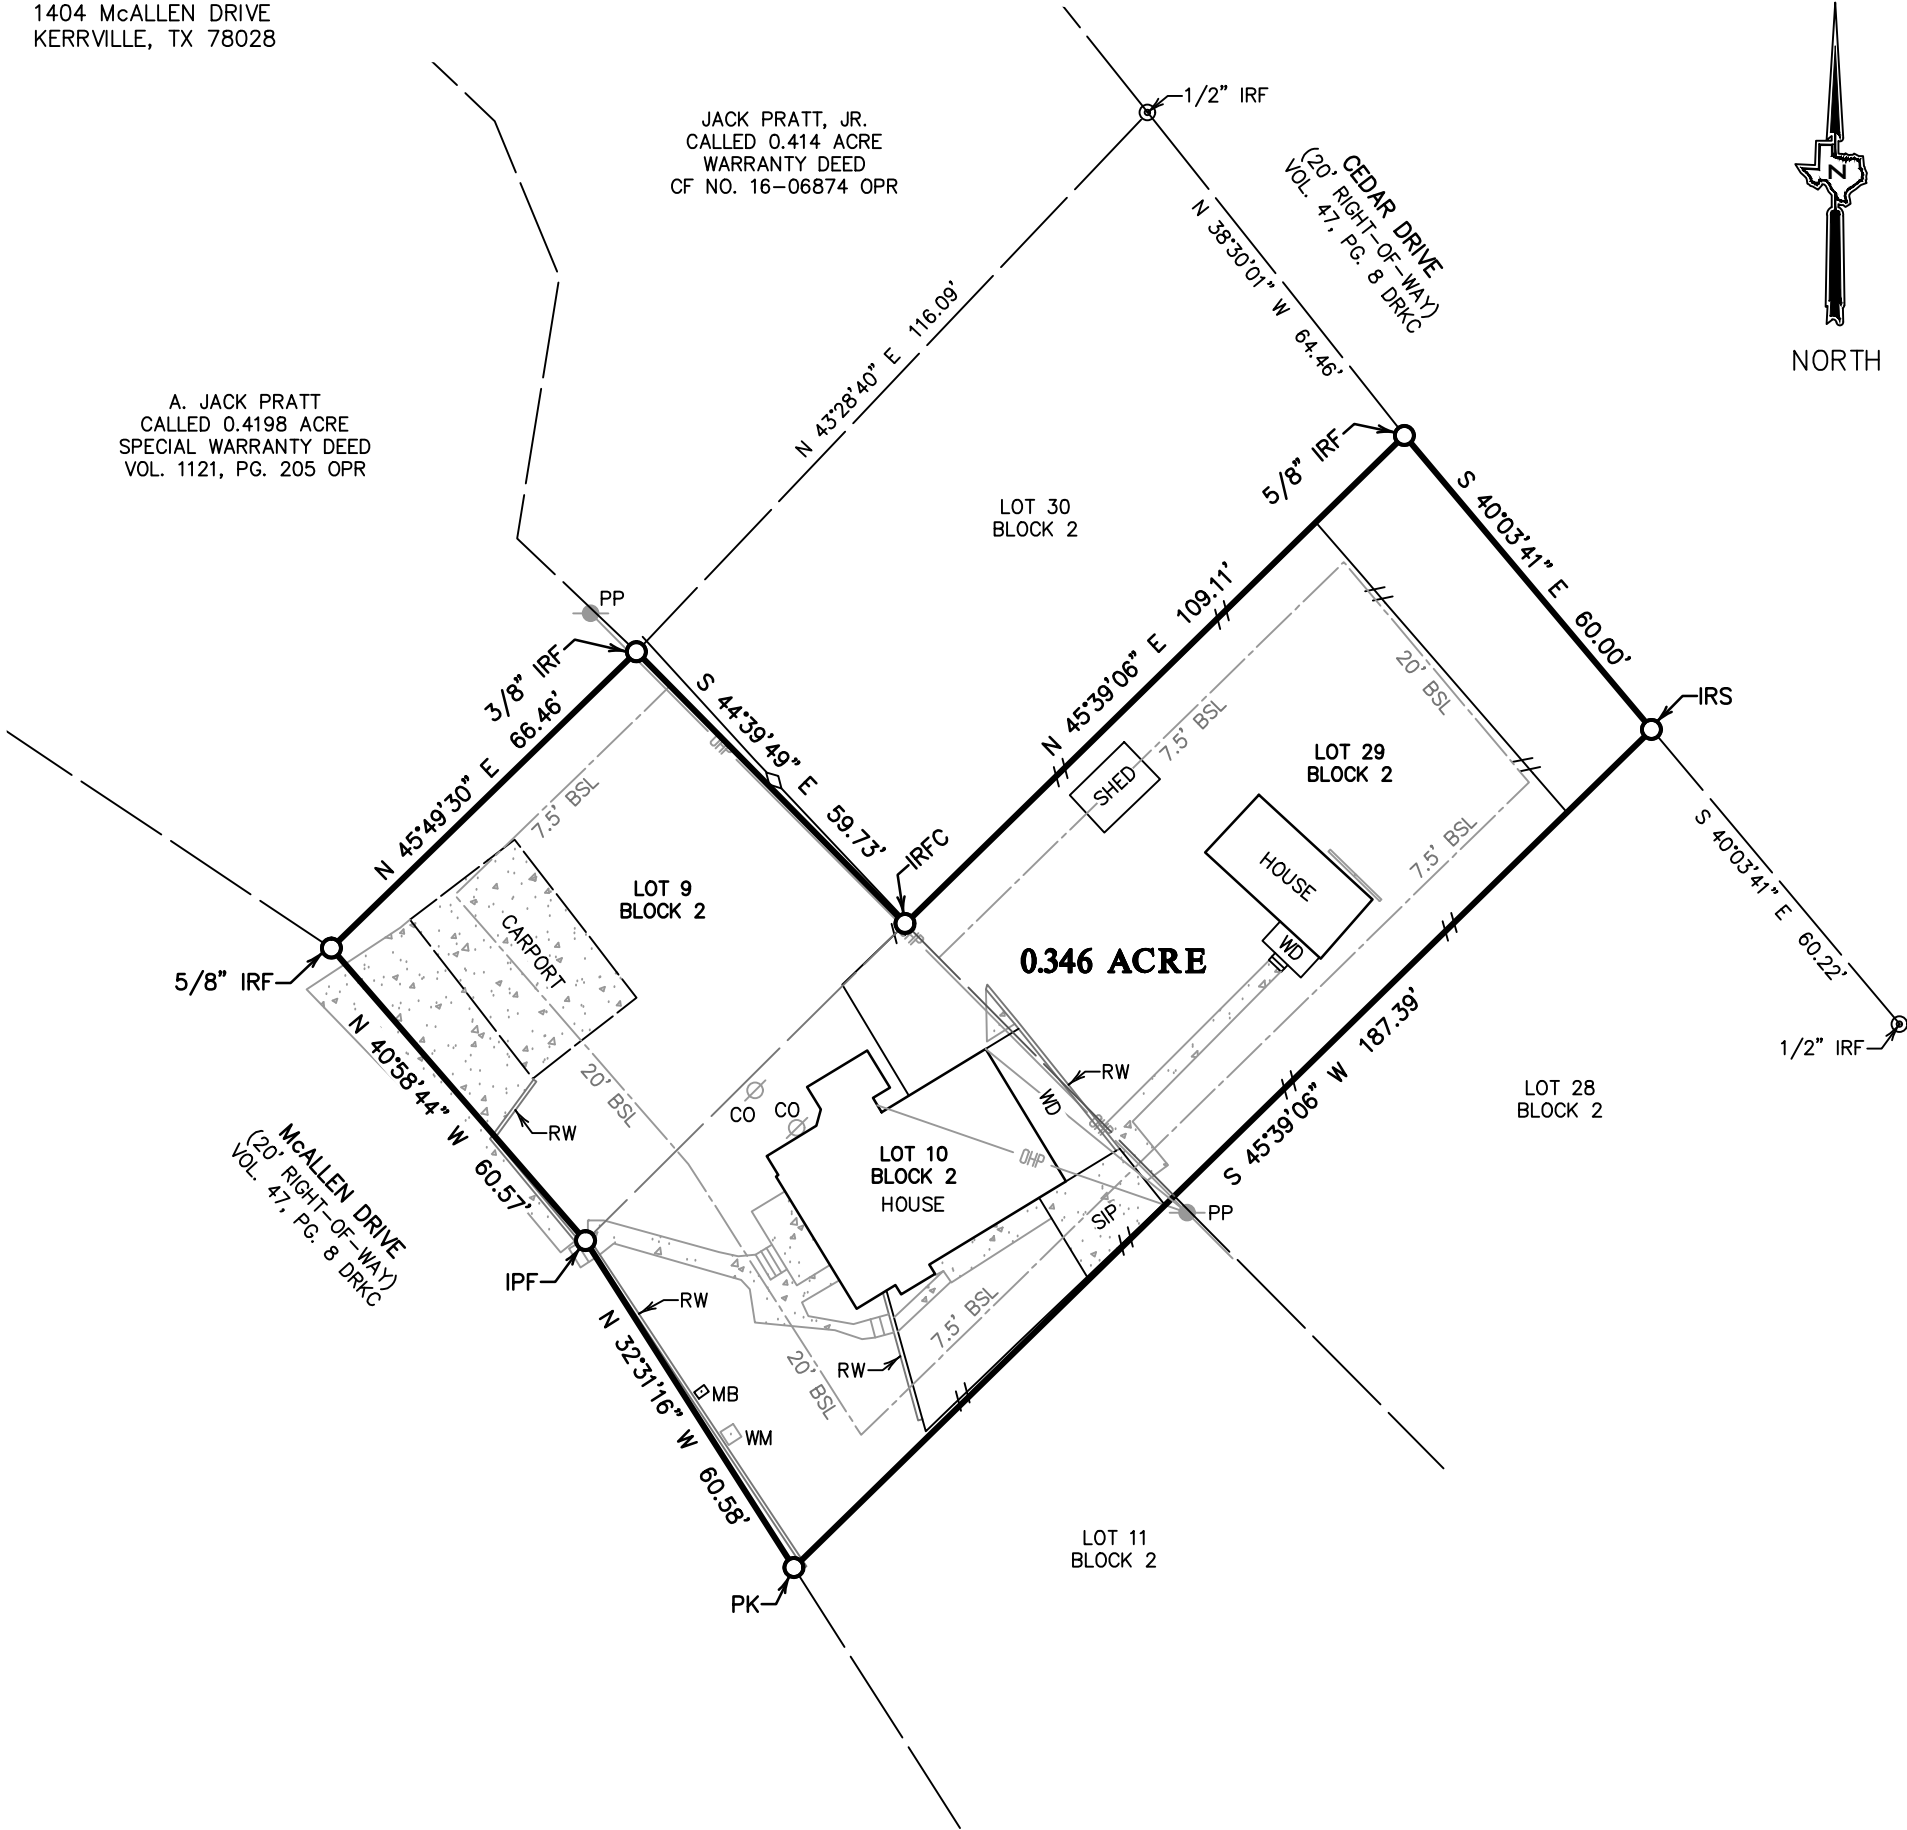 1404 McALLEN DRIVE
KERRVILLE, TX 78028
JACK PRATT, JR.
CALLED 0.414 ACRE
WARRANTY DEED
CF NO. 16-06874 OPR
1/2" IRF
CEDAR DRIVE
(20' RIGHT-OF-WAY)
VOL. 47, PG. 8 DRKC
N
NORTH
N 38°30'01" W 64.46'
N 43°28'40" E 116.09'
A. JACK PRATT
CALLED 0.4198 ACRE
SPECIAL WARRANTY DEED
VOL. 1121, PG. 205 OPR
5/8" IRF
LOT 30
BLOCK 2
S 40°03'41" E 60.00'
PP
3/8" IRF
N 45°39'06" E 109.11'
S 44°39'49" E 59.73'
OHP
20' BSL
7.5' BSL
IRS
N 45°49'30" E 66.46'
7.5' BSL
SHED
LOT 29
BLOCK 2
IRFC
7.5' BSL
S 40°03'41" E 60.22'
HOUSE
LOT 9
BLOCK 2
CARPORT
OHP
WD
0.346 ACRE
5/8" IRF
1/2" IRF
S 45°39'06" W 187.39'
N 40°58'44" W 60.57'
RW
20' BSL
CO
CO
WD
OHP
LOT 28
BLOCK 2
RW
McALLEN DRIVE
(20' RIGHT-OF-WAY)
VOL. 47, PG. 8 DRKC
LOT 10
BLOCK 2
HOUSE
OHP
SIP
PP
IPF
RW
7.5' BSL
N 32°31'16" W 60.58'
RW
20' BSL
MB
WM
LOT 11
BLOCK 2
PK